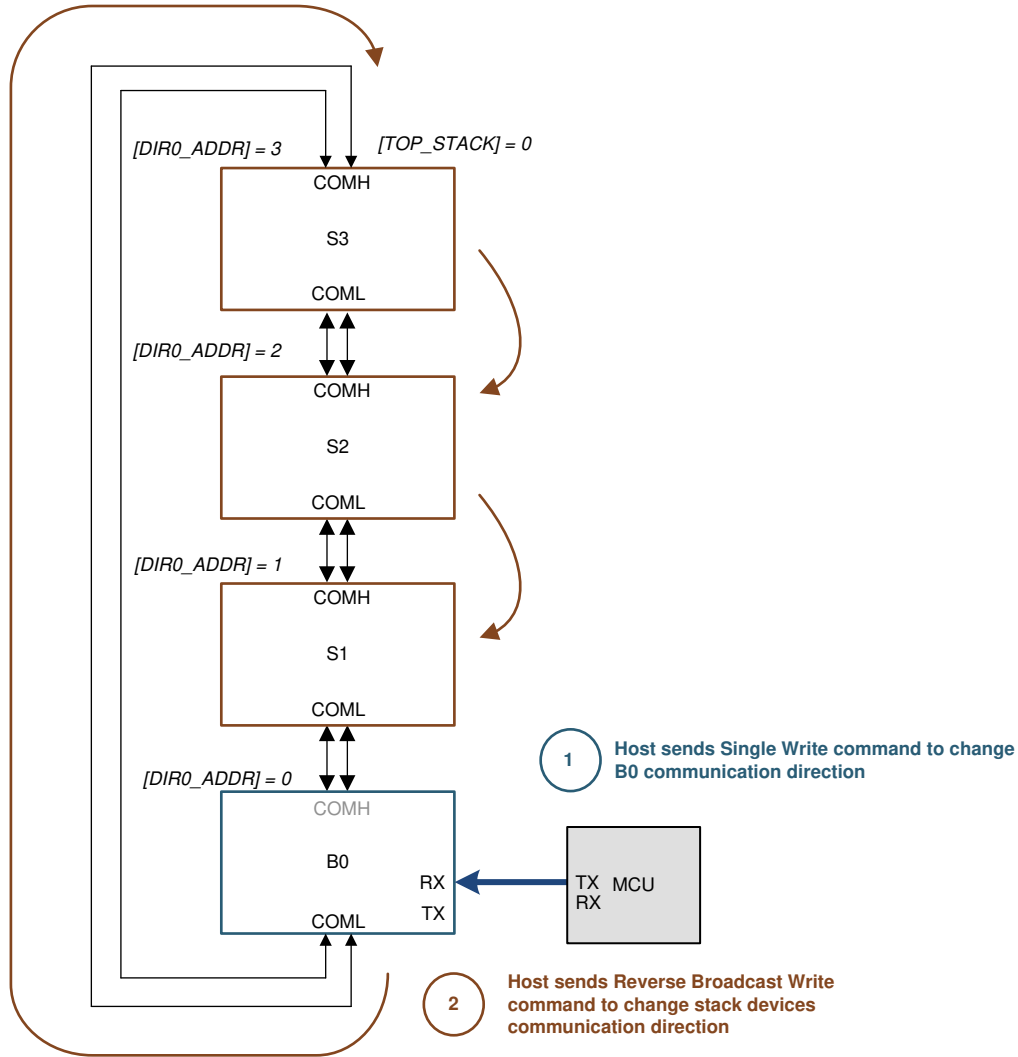 [DIR0_ADDR] = 3
[TOP_STACK] = 0
COMH
S3
COML
[DIR0_ADDR] = 2
COMH
S2
COML
[DIR0_ADDR] = 1
COMH
S1
COML
[DIR0_ADDR] = 0
COMH
B0
RX
TX
COML
1
Host sends Single Write command to change
B0 communication direction
TX MCU
RX
2
Host sends Reverse Broadcast Write
command to change stack devices
communication direction